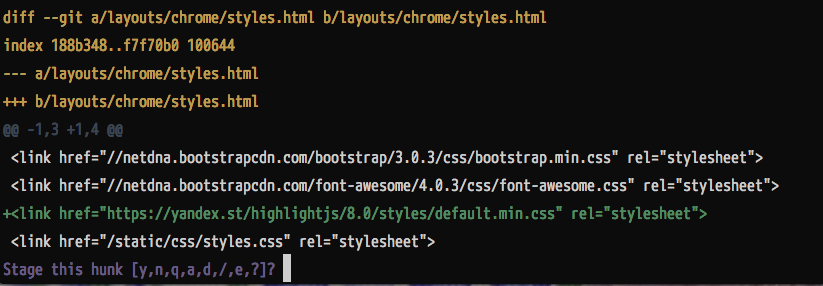 diff --git a/layouts/chrome/styles.html b/layouts/chrome/styles.html
index 188b348..f7f70b0 100644
--- a/layouts/chrome/styles.html
+++ b/layouts/chrome/styles.html
@@ -1,3 +1,4 @@
 <link href="//netdna.bootstrapcdn.com/bootstrap/3.0.3/css/bootstrap.min.css" rel="stylesheet">
 <link href="//netdna.bootstrapcdn.com/font-awesome/4.0.3/css/font-awesome.css" rel="stylesheet">
+<link href="https://yandex.st/highlightjs/8.0/styles/default.min.css" rel="stylesheet">
 <link href="/static/css/styles.css" rel="stylesheet">
Stage this hunk [y,n,q,a,d,/,e,?]?